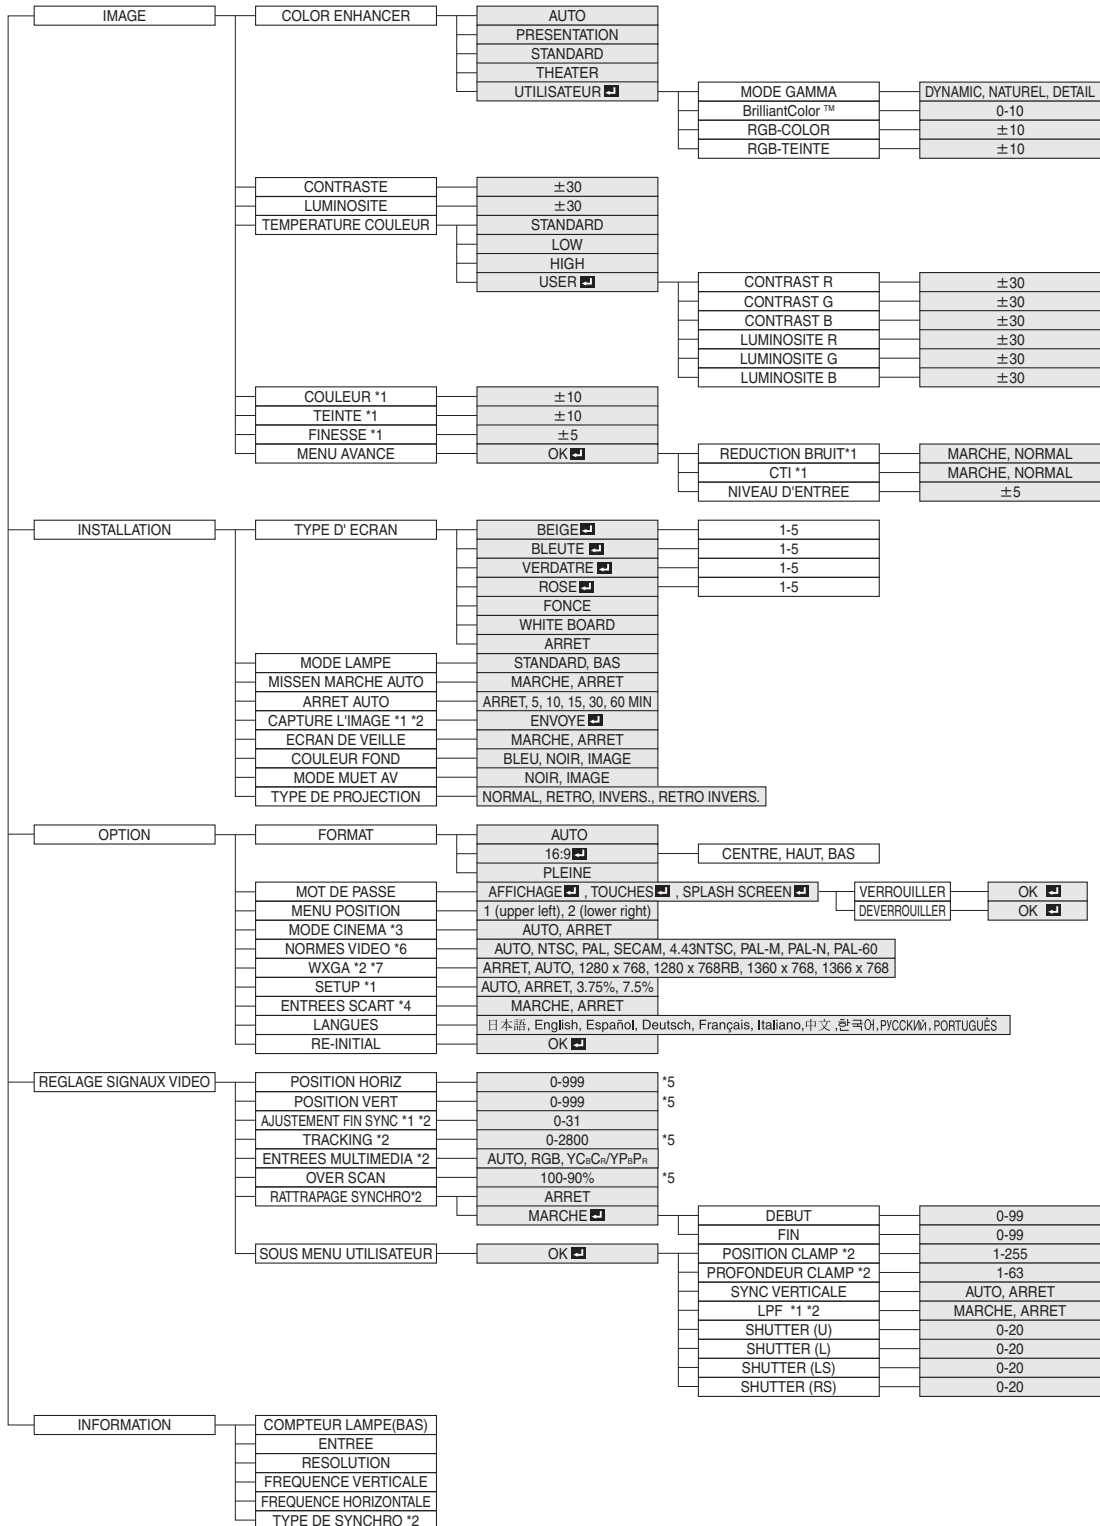 IMAGE COLOR ENHANCER AUTO
PRESENTATION
STANDARD
THEATER
UTILISATEUR MODE GAMMA DYNAMIC, NATUREL, DETAIL
BrilliantColor ™ 0-10
RGB-COLOR ±10
RGB-TEINTE ±10
CONTRASTE ±30
LUMINOSITE ±30
TEMPERATURE COULEUR STANDARD
LOW
HIGH
USER CONTRAST R ±30
CONTRAST G ±30
CONTRAST B ±30
LUMINOSITE R ±30
LUMINOSITE G ±30
LUMINOSITE B ±30
COULEUR *1 ±10
TEINTE *1 ±10
FINESSE *1 ±5
MENU AVANCE OK REDUCTION BRUIT*1 MARCHE, NORMAL
CTI *1 MARCHE, NORMAL
NIVEAU D'ENTREE ±5
INSTALLATION TYPE D' ECRAN BEIGE 1-5
BLEUTE 1-5
VERDATRE 1-5
ROSE 1-5
FONCE
WHITE BOARD
ARRET
MODE LAMPE STANDARD, BAS
MISSEN MARCHE AUTO MARCHE, ARRET
ARRET AUTO ARRET, 5, 10, 15, 30, 60 MIN
CAPTURE L'IMAGE *1 *2 ENVOYE
ECRAN DE VEILLE MARCHE, ARRET
COULEUR FOND BLEU, NOIR, IMAGE
MODE MUET AV NOIR, IMAGE
TYPE DE PROJECTION NORMAL, RETRO, INVERS., RETRO INVERS.
OPTION FORMAT AUTO
16:9 CENTRE, HAUT, BAS
PLEINE
MOT DE PASSE AFFICHAGE , TOUCHES , SPLASH SCREEN VERROUILLER OK
MENU POSITION 1 (upper left), 2 (lower right) DEVERROUILLER OK
MODE CINEMA *3 AUTO, ARRET
NORMES VIDEO *6 AUTO, NTSC, PAL, SECAM, 4.43NTSC, PAL-M, PAL-N, PAL-60
WXGA *2 *7 ARRET, AUTO, 1280 x 768, 1280 x 768RB, 1360 x 768, 1366 x 768
SETUP *1 AUTO, ARRET, 3.75%, 7.5%
ENTREES SCART *4 MARCHE, ARRET
LANGUES 日本語, English, Español, Deutsch, Français, Italiano,中文 ,한국어,РУССКИЙ, PORTUGUÊS
RE-INITIAL OK
REGLAGE SIGNAUX VIDEO POSITION HORIZ 0-999 *5
POSITION VERT 0-999 *5
AJUSTEMENT FIN SYNC *1 *2 0-31
TRACKING *2 0-2800 *5
ENTREES MULTIMEDIA *2 AUTO, RGB, YCBCR/YPBPR
OVER SCAN 100-90% *5
RATTRAPAGE SYNCHRO*2 ARRET
MARCHE DEBUT 0-99
FIN 0-99
SOUS MENU UTILISATEUR OK POSITION CLAMP *2 1-255
PROFONDEUR CLAMP *2 1-63
SYNC VERTICALE AUTO, ARRET
LPF *1 *2 MARCHE, ARRET
SHUTTER (U) 0-20
SHUTTER (L) 0-20
SHUTTER (LS) 0-20
SHUTTER (RS) 0-20
INFORMATION COMPTEUR LAMPE(BAS)
ENTREE
RESOLUTION
FREQUENCE VERTICALE
FREQUENCE HORIZONTALE
TYPE DE SYNCHRO *2